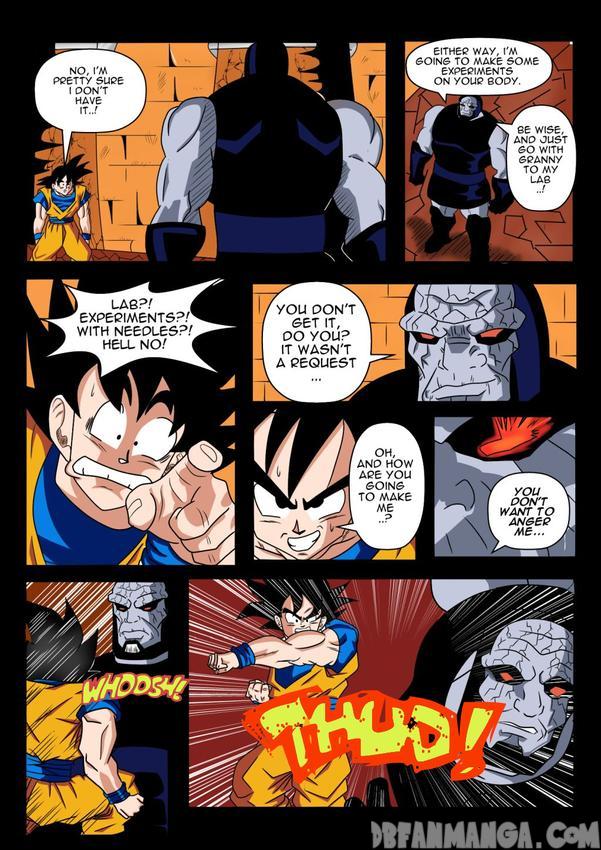 NO, I'M
PRETTY SURE
I DON'T
HAVE
IT..!
EITHER WAY, I'M
GOING TO MAKE SOME
EXPERIMENTS
ON YOUR BODY.
BE WISE,
AND JUST
GO WITH
GRANNY
TO MY
LAB
..!
LAB?!
EXPERIMENTS?!
WITH NEEDLES?!
HELL NO!
YOU DON'T
GET IT,
DO YOU?
IT WASN'T
A REQUEST
...
OH,
AND HOW
ARE YOU
GOING
TO MAKE
ME
..?
YOU
DON'T
WANT TO
ANGER
ME...
WHOOSH!
THUD!
DBFANMANGA.COM